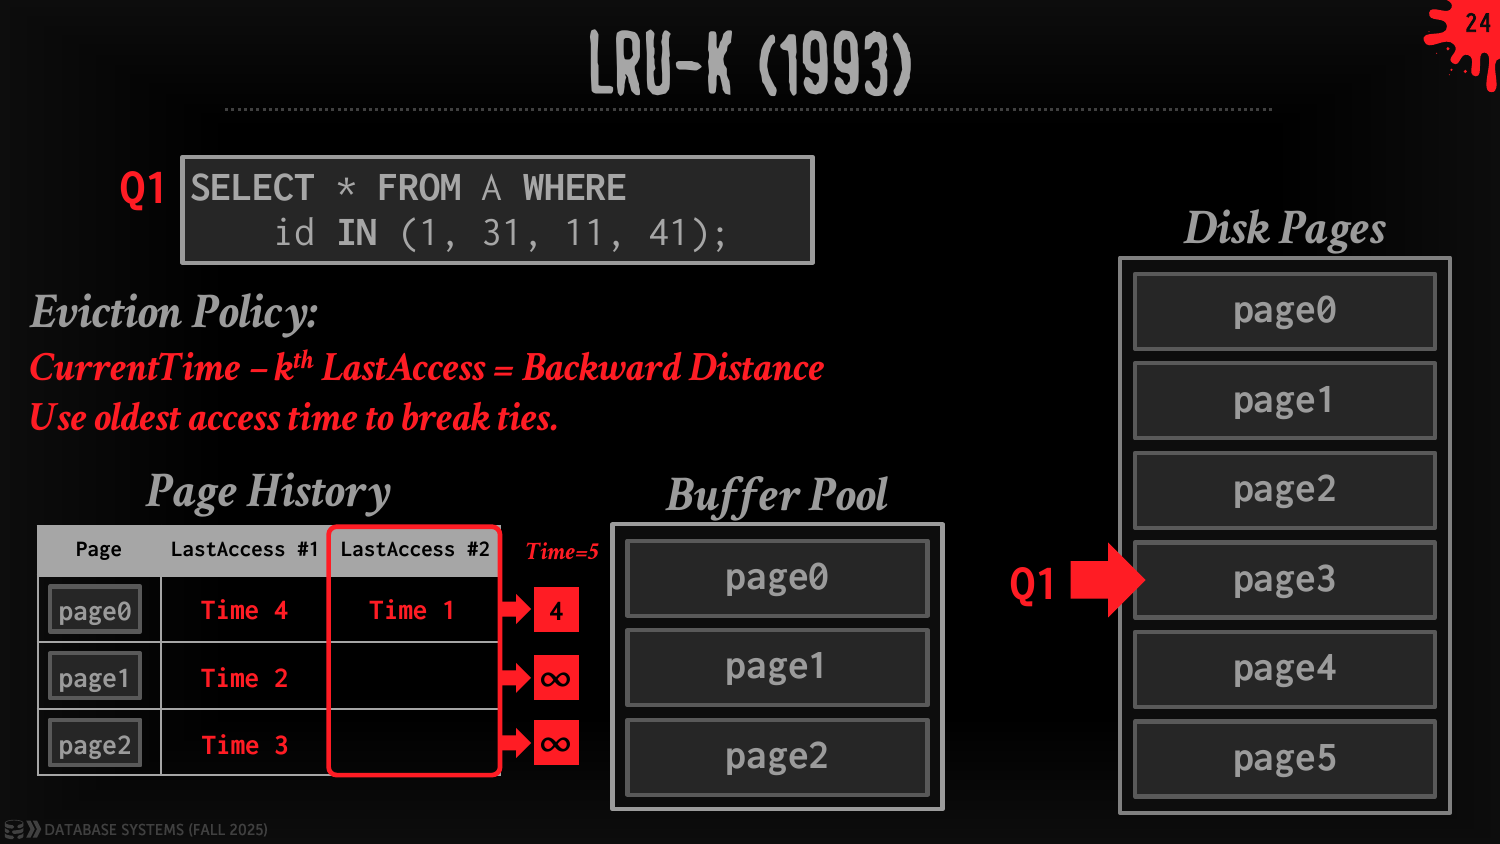 24
LRU-K (1993)
Q1
SELECT * FROM A WHERE
id IN (1, 31, 11, 41);
Eviction Policy:
CurrentTime – kth LastAccess = Backward Distance
Use oldest access time to break ties.
Page History
Page LastAccess #1 LastAccess #2
Time=5
page0 Time 4 Time 1 4
page1 Time 2 ∞
page2 Time 3 ∞
Buffer Pool
page0
page1
page2
Disk Pages
page0
page1
page2
Q1
page3
page4
page5
DATABASE SYSTEMS (FALL 2025)